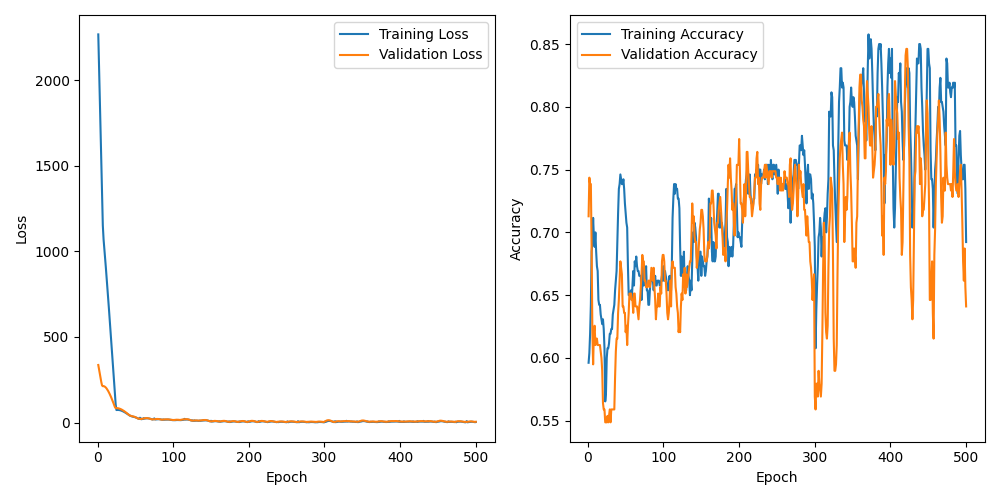 Training Loss
Validation Loss
2000
1500
1000
500
0
Loss
0 100 200 300 400 500
Epoch
Training Accuracy
Validation Accuracy
0.85
0.80
0.75
0.70
0.65
0.60
0.55
Accuracy
0 100 200 300 400 500
Epoch